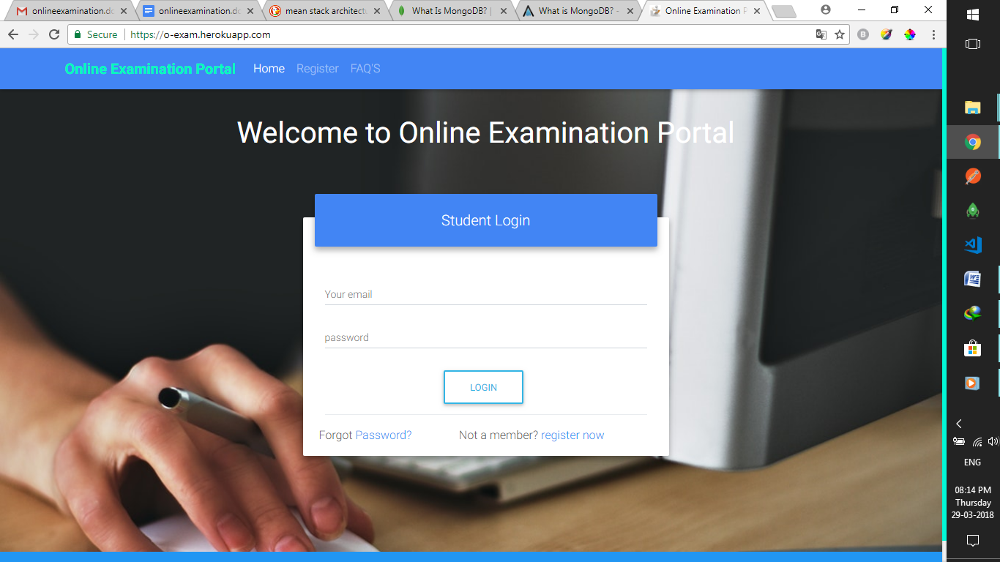 onlineexamination.do
onlineexamination.do
mean stack architectu
What Is MongoDB? |
What is MongoDB? -
Online Examination P
Secure
https://o-exam.herokuapp.com
B
Online Examination Portal
Home
Register
FAQ'S
Welcome to Online Examination Portal
Student Login
Your email
password
LOGIN
Forgot Password?
Not a member? register now
ENG
08:14 PM
Thursday
29-03-2018